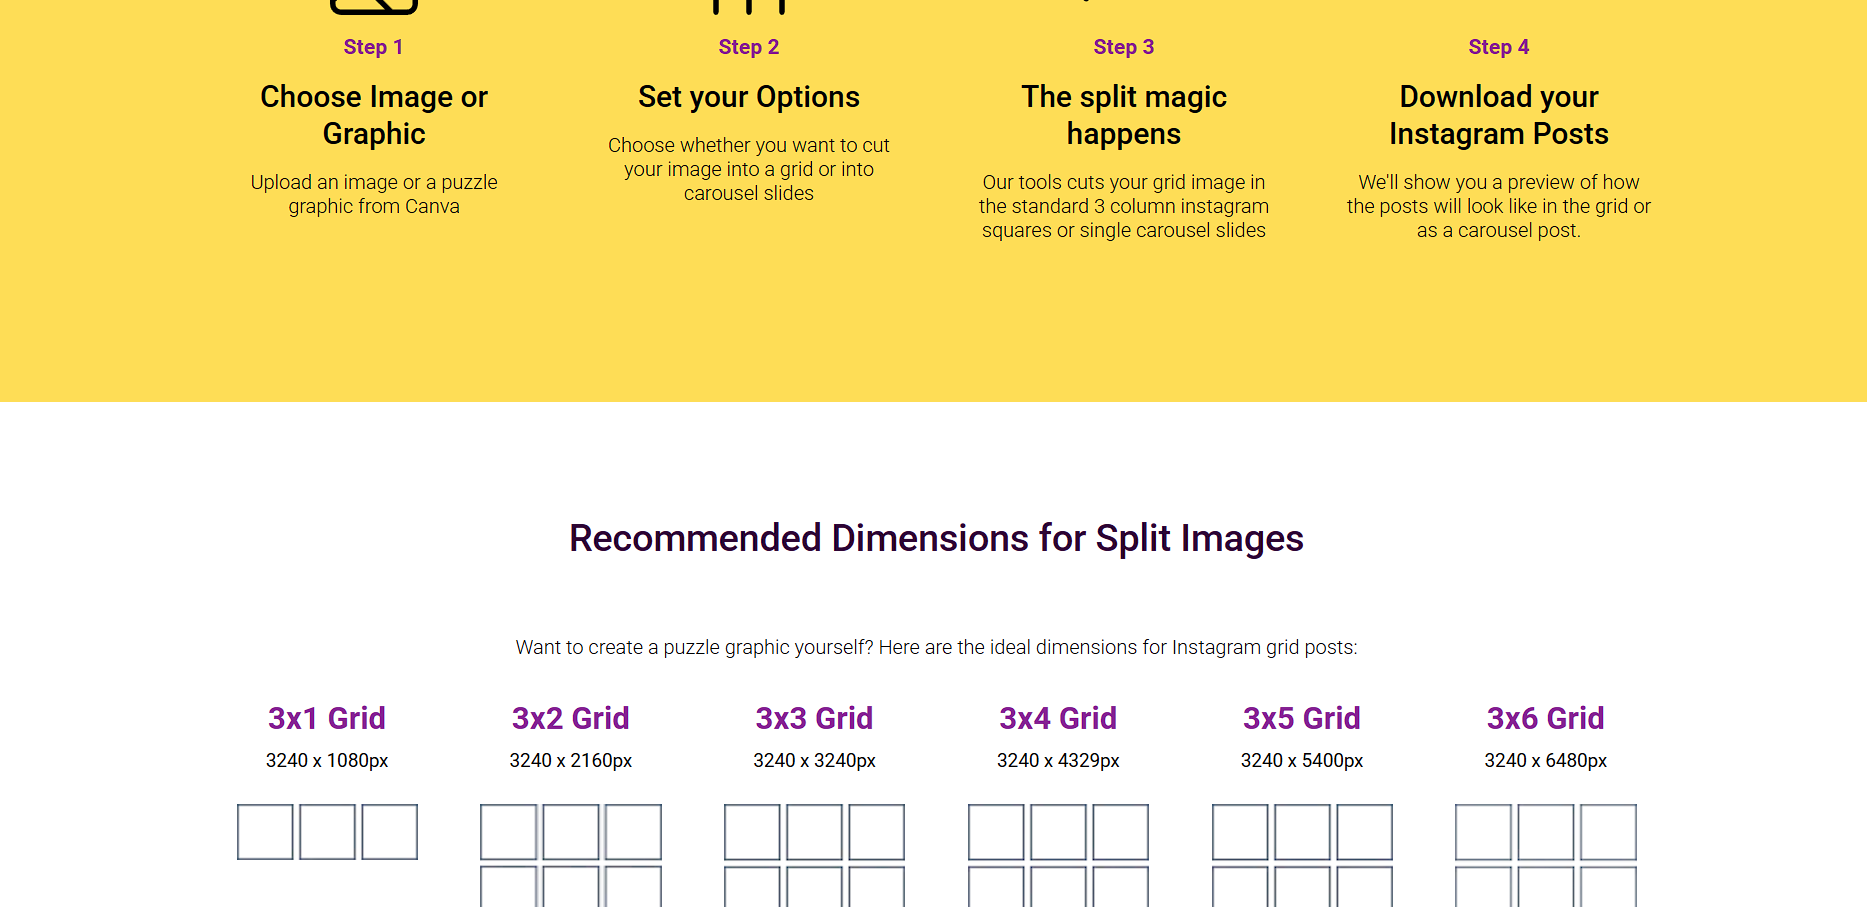 Step 1
Choose Image or
Graphic
Upload an image or a puzzle
graphic from Canva
Step 2
Set your Options
Choose whether you want to cut
your image into a grid or into
carousel slides
Step 3
The split magic
happens
Our tools cuts your grid image in
the standard 3 column instagram
squares or single carousel slides
Step 4
Download your
Instagram Posts
We'll show you a preview of how
the posts will look like in the grid or
as a carousel post.
Recommended Dimensions for Split Images
Want to create a puzzle graphic yourself? Here are the ideal dimensions for Instagram grid posts:
3x1 Grid
3240 x 1080px
3x2 Grid
3240 x 2160px
3x3 Grid
3240 x 3240px
3x4 Grid
3240 x 4329px
3x5 Grid
3240 x 5400px
3x6 Grid
3240 x 6480px